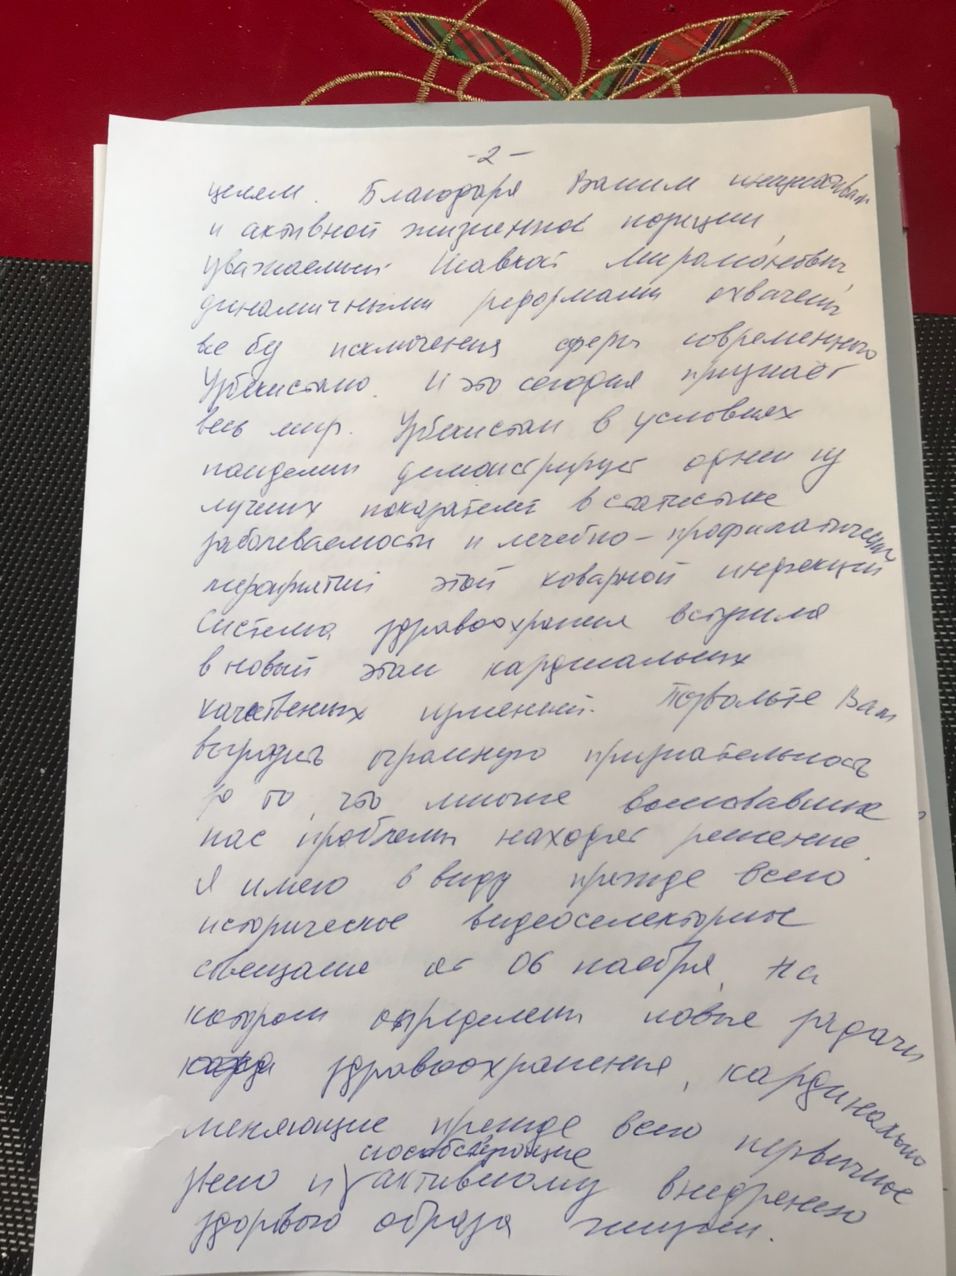 -2-
целям. Благодаря Вашим инициативам
и активной жизненной позиции,
уважаемый Шавкат Миромонович,
динамичными реформами охвачены
все без исключения сферы современного
Узбекистана. И это сегодня признаёт
весь мир. Узбекистан в условиях
пандемии демонстрирует одни из
лучших показателей в статистике
заболеваемости и лечебно-профилактических
мероприятий этой коварной инфекции
Система здравоохранения вступила
в новый этап кардинальных
качественных изменений. Позвольте Вам
выразить огромную признательность
за то, что многие волновавшие
нас проблемы находят решение.
Я имею в виду прежде всего
историческое видеоселекторное
совещание от 06 ноября, на
котором определены новые задачи
здравоохранения, кардинально
меняющие прежде всего первичное
звено и способствующие активному внедрению
здорового образа жизни.